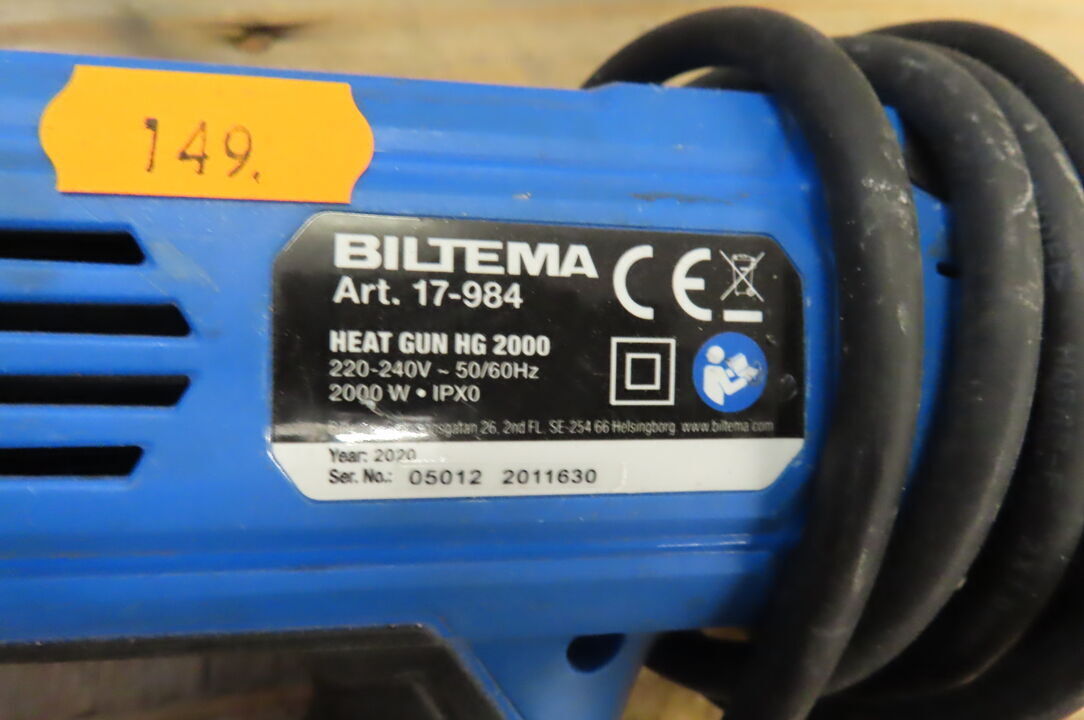 149.
BILTEMA
Art. 17-984
CE
HEAT GUN HG 2000
220-240V ~ 50/60Hz
2000 W • IPX0
26, 2nd FL. SE-254 66 Helsingborg. www.biltema.com
Year: 2020
Ser. No.: 05012 2011630